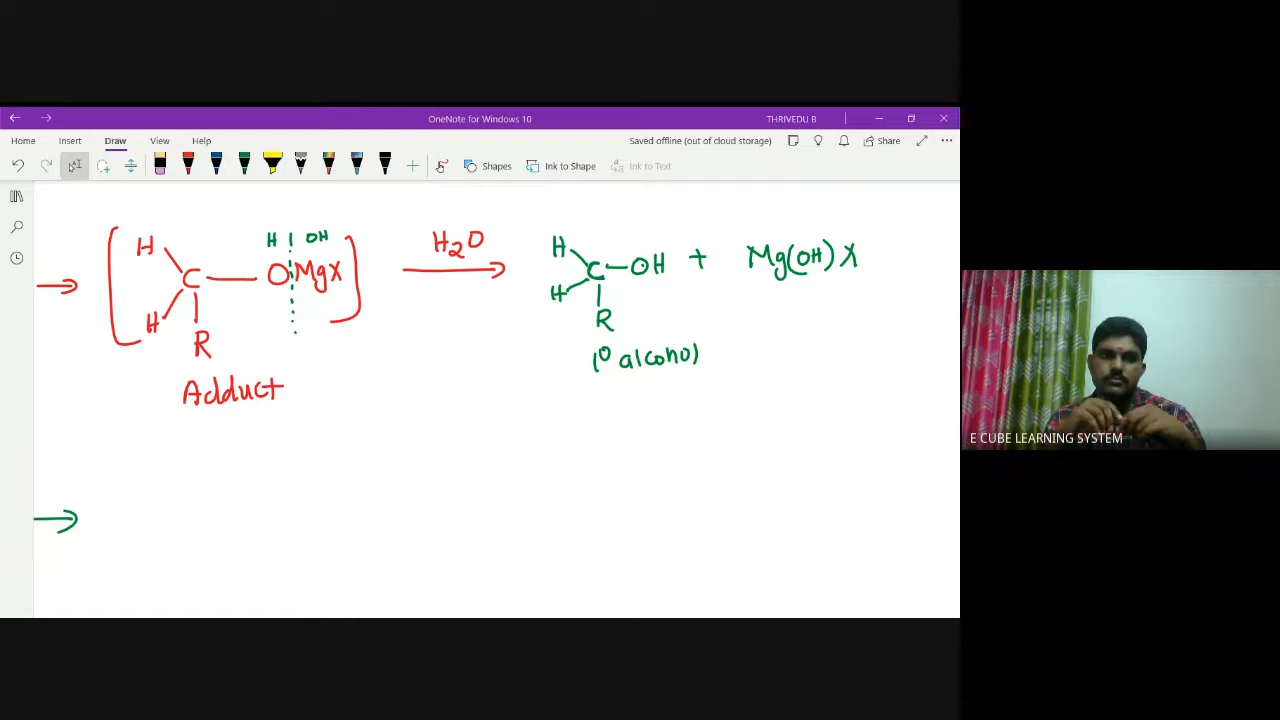 OneNote for Windows 10
THRIVEDU B
Home Insert Draw View Help
Saved offline (out of cloud storage)
Share
Shapes
Ink to Shape
Ink to Text
H OH
H
C O MgX
H
R
Adduct
H2O
H
C OH + Mg(OH)X
H
R
(1° alcohol)
E CUBE LEARNING SYSTEM